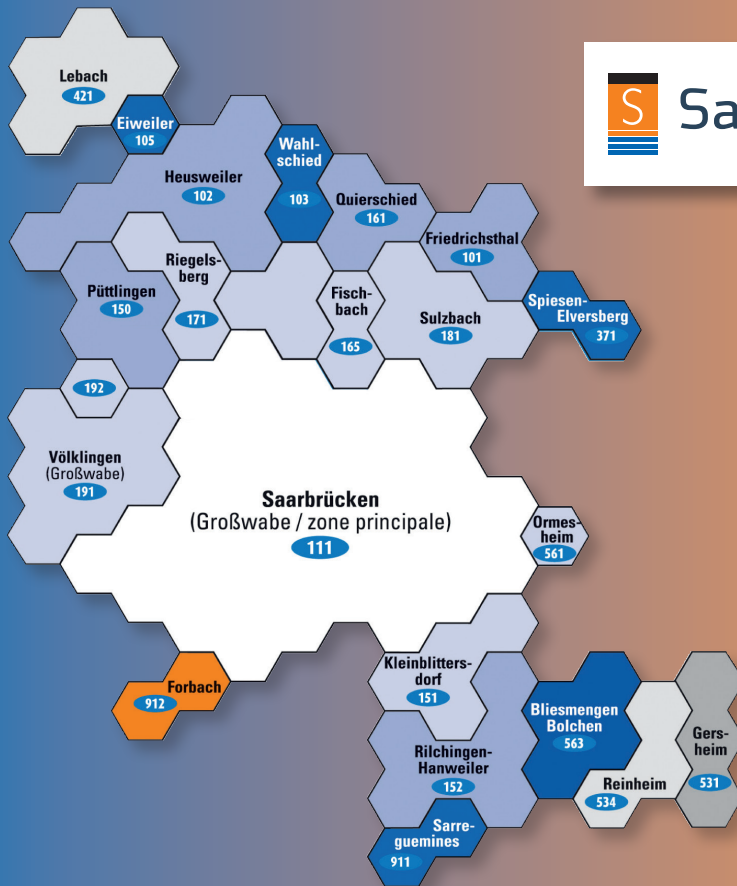 Lebach
421
S Sa
Eiweiler
105
Wahl-
schied
103
Heusweiler
102
Quierschied
161
Friedrichsthal
101
Riegels-
berg
171
Püttlingen
150
Fisch-
bach
165
Sulzbach
181
Spiesen-
Elversberg
371
192
Völklingen
(Großwabe)
191
Saarbrücken
(Großwabe / zone principale)
111
Ormes-
heim
561
Forbach
912
Kleinblitters-
dorf
151
Bliesmengen
Bolchen
563
Gers-
heim
531
Rilchingen-
Hanweiler
152
Reinheim
534
Sarre-
guemines
911